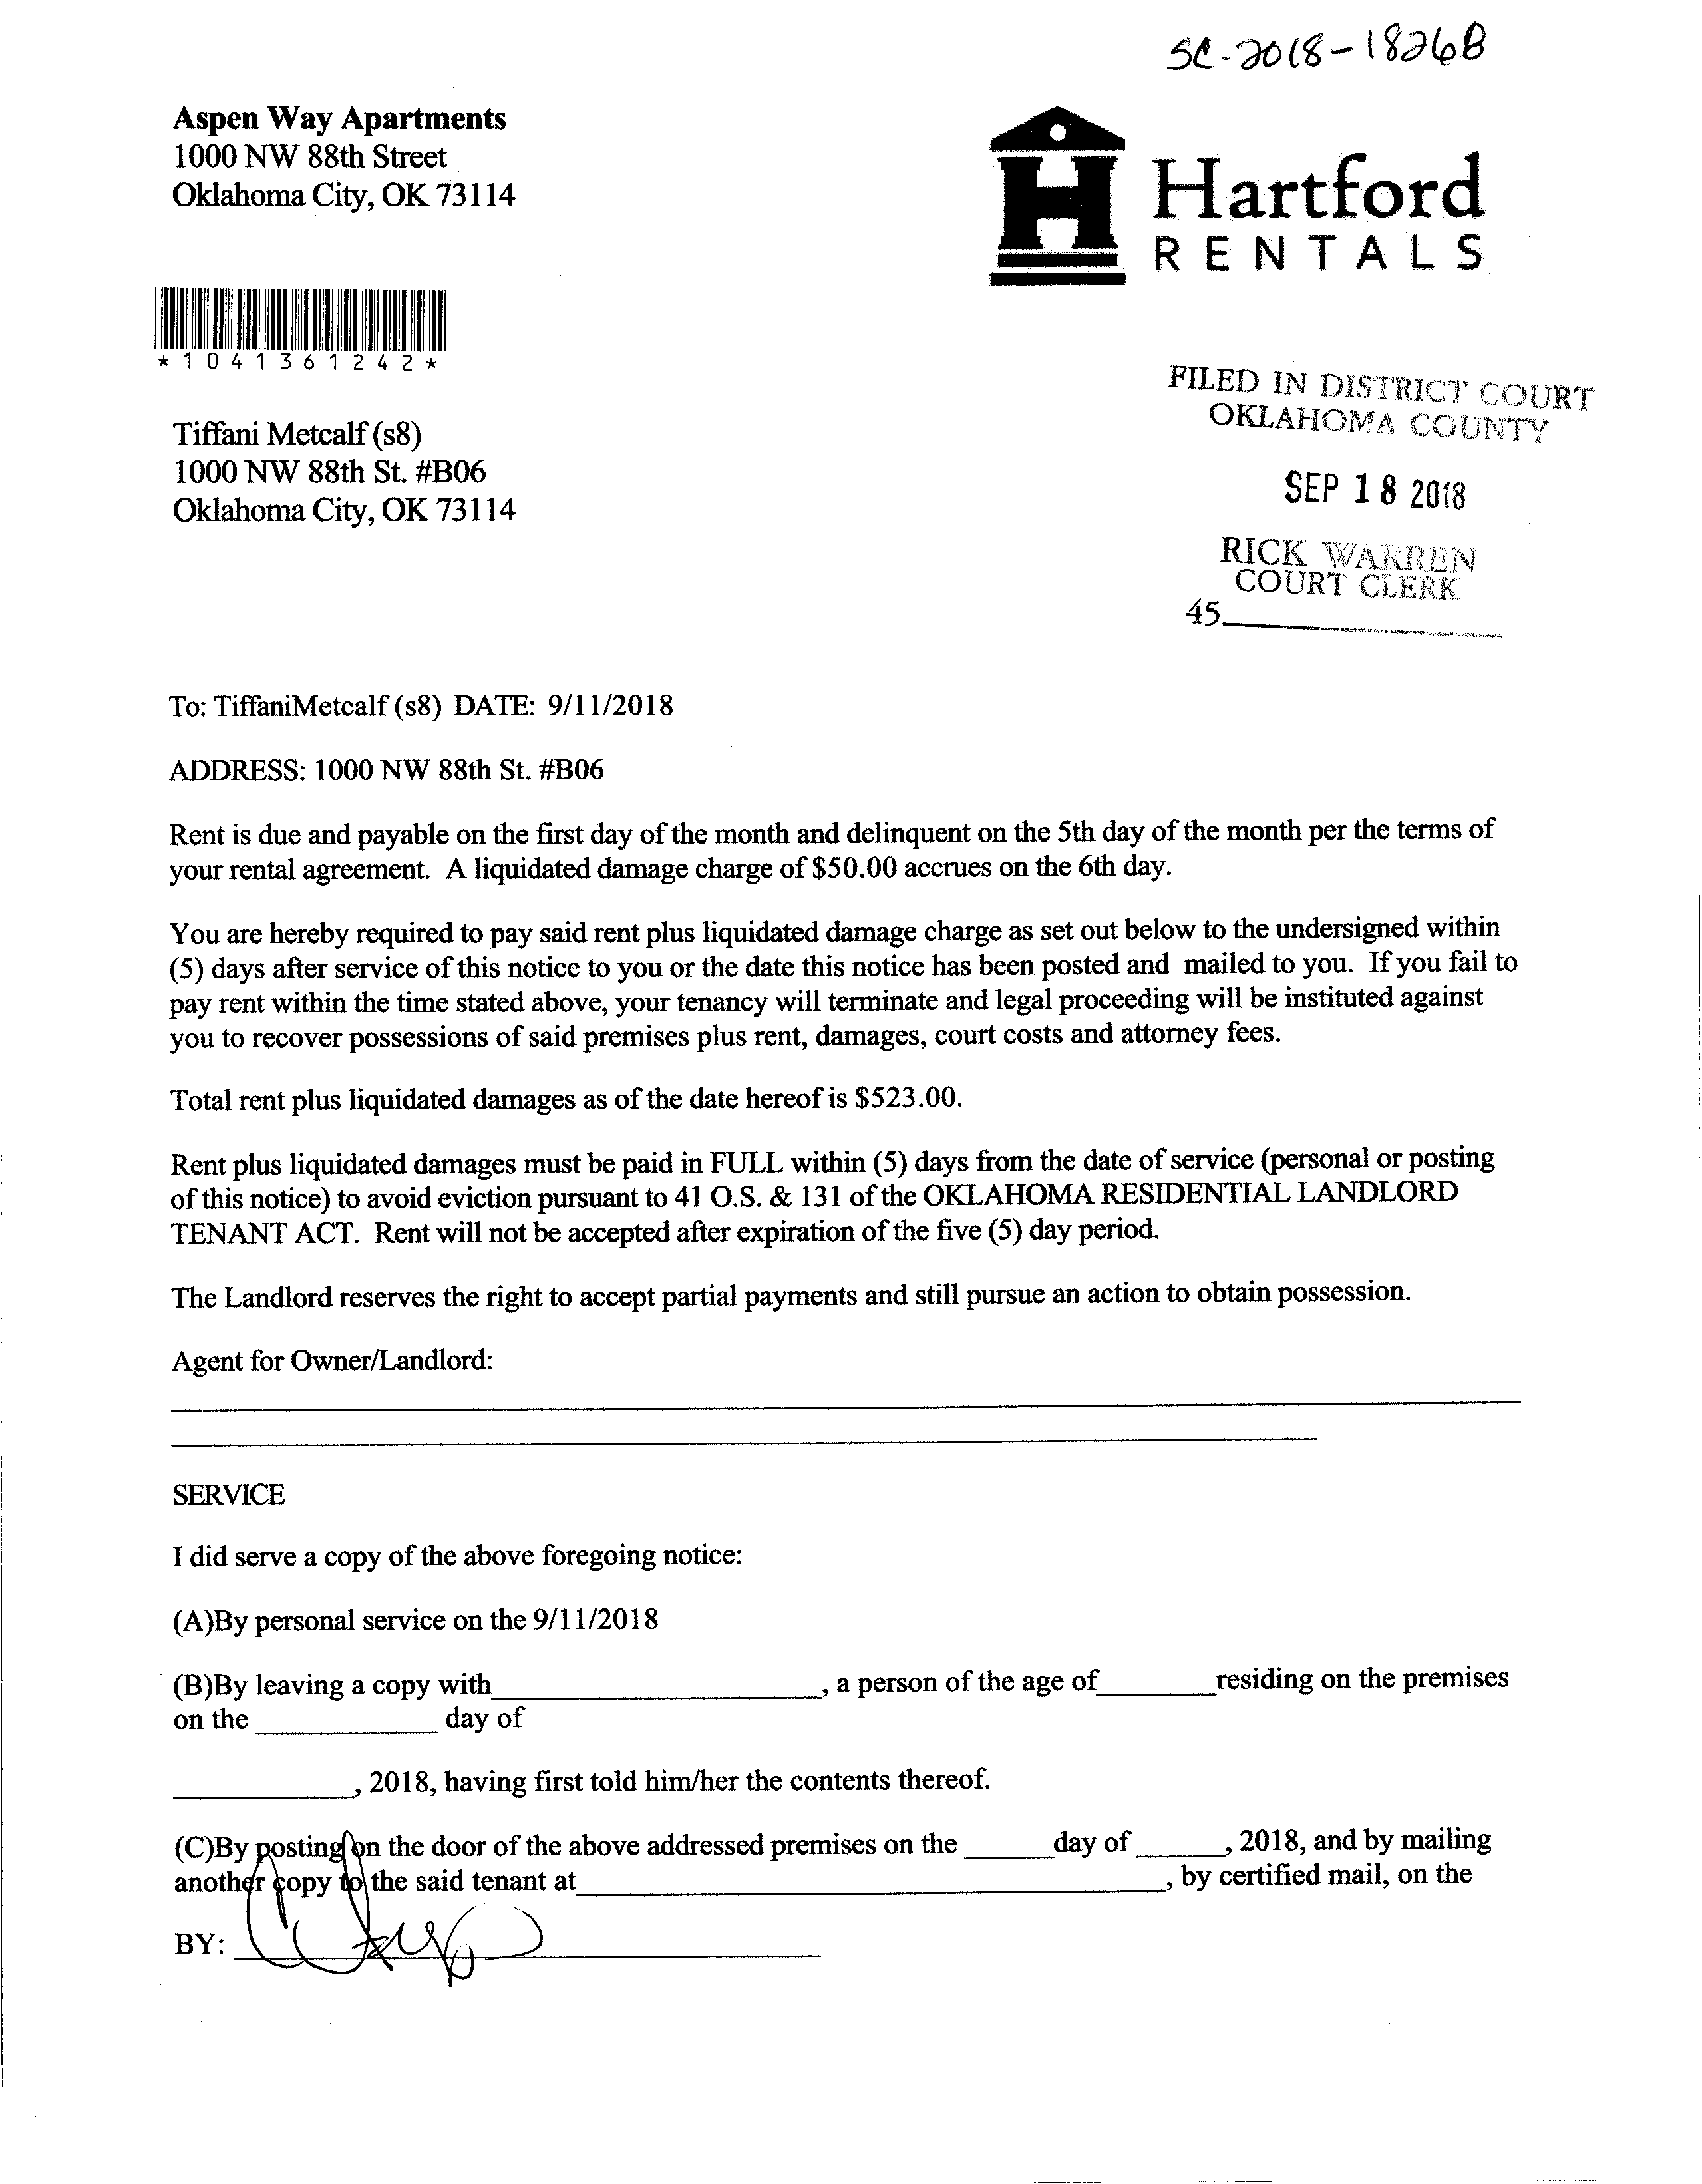 SC-2018-18268
Aspen Way Apartments
1000 NW 88th Street
Oklahoma City, OK 73114
Hartford
RENTALS
*1041361242*
FILED IN DISTRICT COURT
OKLAHOMA COUNTY
Tiffani Metcalf (s8)
1000 NW 88th St. #B06
Oklahoma City, OK 73114
SEP 18 2018
RICK WARREN
COURT CLERK
45
To: TiffaniMetcalf (s8) DATE: 9/11/2018
ADDRESS: 1000 NW 88th St. #B06
Rent is due and payable on the first day of the month and delinquent on the 5th day of the month per the terms of
your rental agreement. A liquidated damage charge of $50.00 accrues on the 6th day.
You are hereby required to pay said rent plus liquidated damage charge as set out below to the undersigned within
(5) days after service of this notice to you or the date this notice has been posted and mailed to you. If you fail to
pay rent within the time stated above, your tenancy will terminate and legal proceeding will be instituted against
you to recover possessions of said premises plus rent, damages, court costs and attorney fees.
Total rent plus liquidated damages as of the date hereof is $523.00.
Rent plus liquidated damages must be paid in FULL within (5) days from the date of service (personal or posting
of this notice) to avoid eviction pursuant to 41 O.S. & 131 of the OKLAHOMA RESIDENTIAL LANDLORD
TENANT ACT. Rent will not be accepted after expiration of the five (5) day period.
The Landlord reserves the right to accept partial payments and still pursue an action to obtain possession.
Agent for Owner/Landlord:
SERVICE
I did serve a copy of the above foregoing notice:
(A)By personal service on the 9/11/2018
(B)By leaving a copy with____, a person of the age of____residing on the premises
on the ____ day of
____, 2018, having first told him/her the contents thereof.
(C)By posting on the door of the above addressed premises on the ____day of ____, 2018, and by mailing
another copy to the said tenant at____, by certified mail, on the
BY: